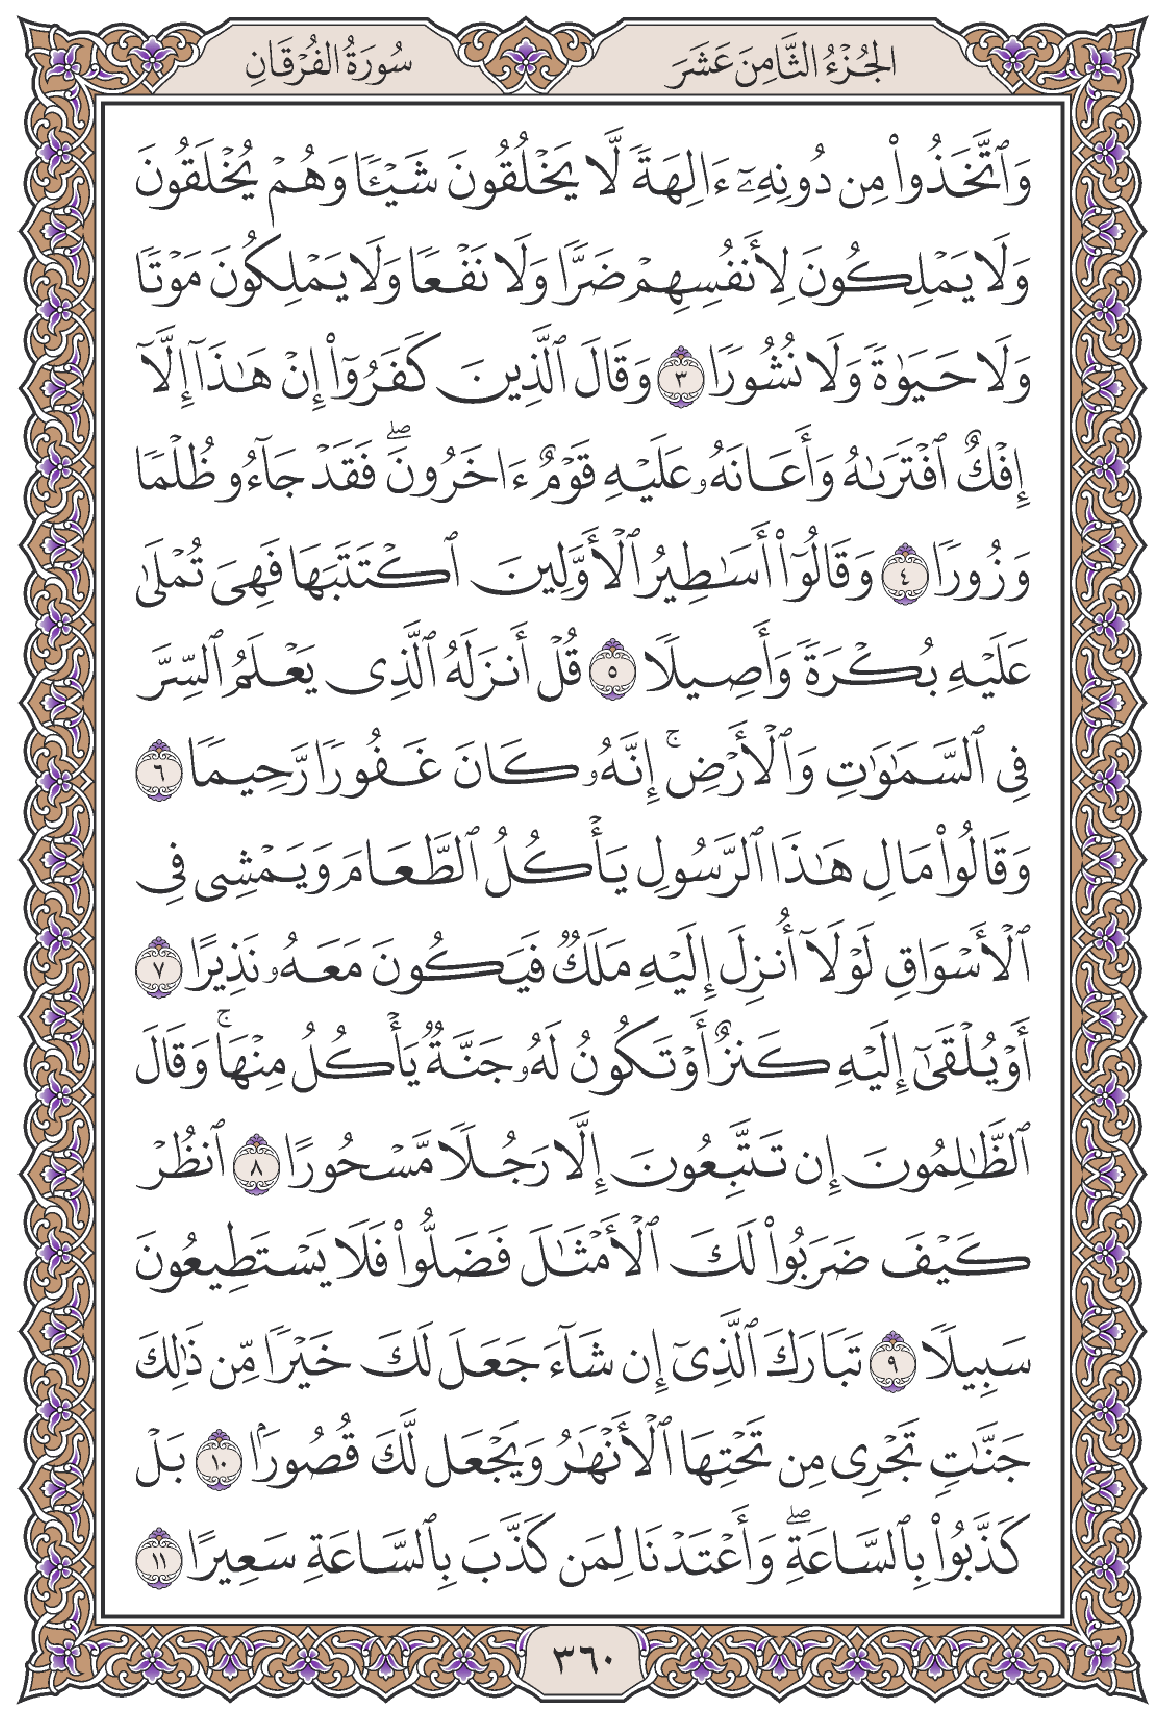 الجُزْءُ الثَّامِنَ عَشَرَ
سُورَةُ الفُرْقَانِ
وَٱتَّخَذُوا۟ مِن دُونِهِۦٓ ءَالِهَةً لَّا يَخْلُقُونَ شَيْـًٔا وَهُمْ يُخْلَقُونَ
وَلَا يَمْلِكُونَ لِأَنفُسِهِمْ ضَرًّا وَلَا نَفْعًا وَلَا يَمْلِكُونَ مَوْتًا
وَلَا حَيَوٰةً وَلَا نُشُورًا ٣ وَقَالَ ٱلَّذِينَ كَفَرُوٓا۟ إِنْ هَـٰذَآ إِلَّآ
إِفْكٌ ٱفْتَرَىٰهُ وَأَعَانَهُۥ عَلَيْهِ قَوْمٌ ءَاخَرُونَ ۖ فَقَدْ جَآءُو ظُلْمًا
وَزُورًا ٤ وَقَالُوٓا۟ أَسَـٰطِيرُ ٱلْأَوَّلِينَ ٱكْتَتَبَهَا فَهِىَ تُمْلَىٰ
عَلَيْهِ بُكْرَةً وَأَصِيلًا ٥ قُلْ أَنزَلَهُ ٱلَّذِى يَعْلَمُ ٱلسِّرَّ
فِى ٱلسَّمَـٰوَٰتِ وَٱلْأَرْضِ ۚ إِنَّهُۥ كَانَ غَفُورًا رَّحِيمًا ٦
وَقَالُوا۟ مَالِ هَـٰذَا ٱلرَّسُولِ يَأْكُلُ ٱلطَّعَامَ وَيَمْشِى فِى
ٱلْأَسْوَاقِ لَوْلَآ أُنزِلَ إِلَيْهِ مَلَكٌ فَيَكُونَ مَعَهُۥ نَذِيرًا ٧
أَوْ يُلْقَىٰٓ إِلَيْهِ كَنزٌ أَوْ تَكُونُ لَهُۥ جَنَّةٌ يَأْكُلُ مِنْهَا ۚ وَقَالَ
ٱلظَّـٰلِمُونَ إِن تَتَّبِعُونَ إِلَّا رَجُلًا مَّسْحُورًا ٨ ٱنظُرْ
كَيْفَ ضَرَبُوا۟ لَكَ ٱلْأَمْثَـٰلَ فَضَلُّوا۟ فَلَا يَسْتَطِيعُونَ
سَبِيلًا ٩ تَبَارَكَ ٱلَّذِىٓ إِن شَآءَ جَعَلَ لَكَ خَيْرًا مِّن ذَٰلِكَ
جَنَّـٰتٍ تَجْرِى مِن تَحْتِهَا ٱلْأَنْهَـٰرُ وَيَجْعَل لَّكَ قُصُورًۢا ١٠ بَلْ
كَذَّبُوا۟ بِٱلسَّاعَةِ ۖ وَأَعْتَدْنَا لِمَن كَذَّبَ بِٱلسَّاعَةِ سَعِيرًا ١١
٣٦٠